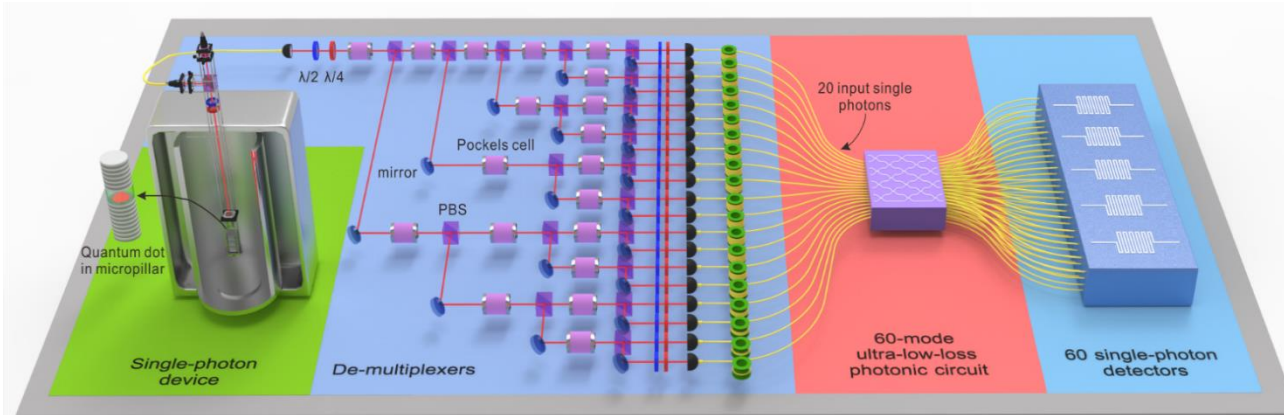 λ/2 λ/4
20 input single
photons
Pockels cell
mirror
PBS
Quantum dot
in micropillar
Single-photon
device
De-multiplexers
60-mode
ultra-low-loss
photonic circuit
60 single-photon
detectors